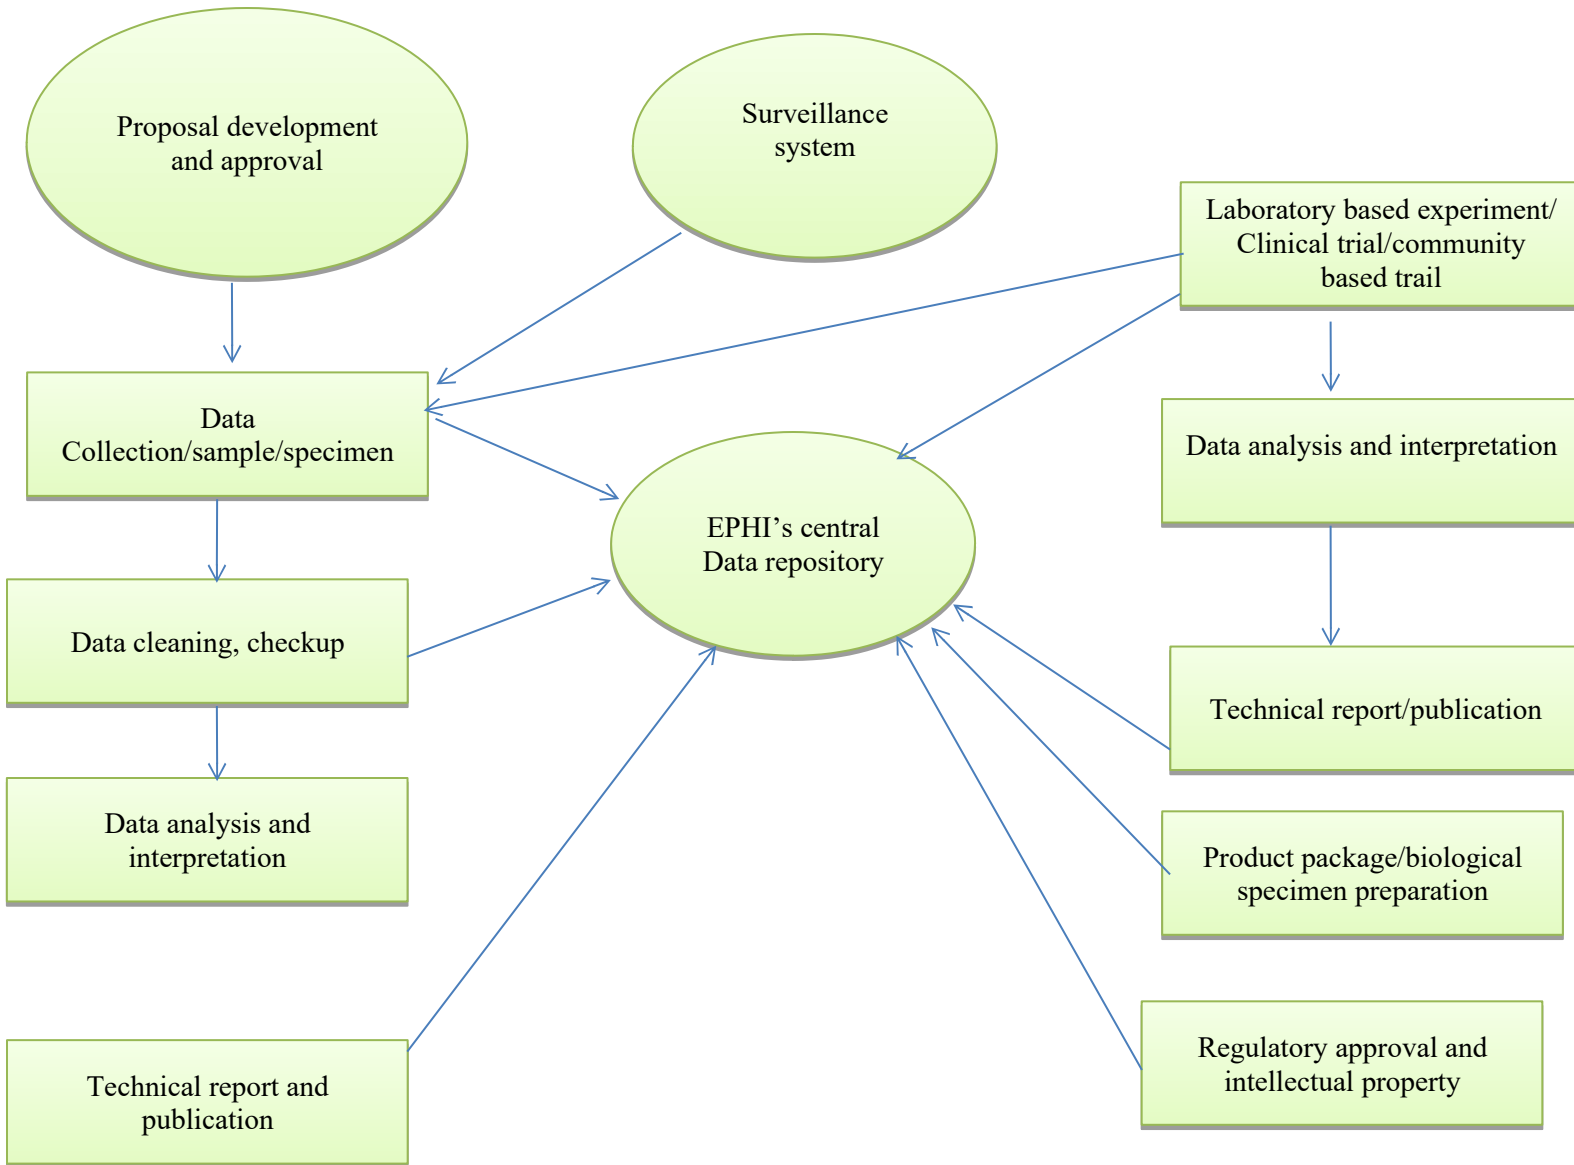 Proposal development
and approval
Surveillance
system
Laboratory based experiment/
Clinical trial/community
based trail
Data
Collection/sample/specimen
Data analysis and interpretation
EPHI’s central
Data repository
Data cleaning, checkup
Technical report/publication
Data analysis and
interpretation
Product package/biological
specimen preparation
Regulatory approval and
intellectual property
Technical report and
publication